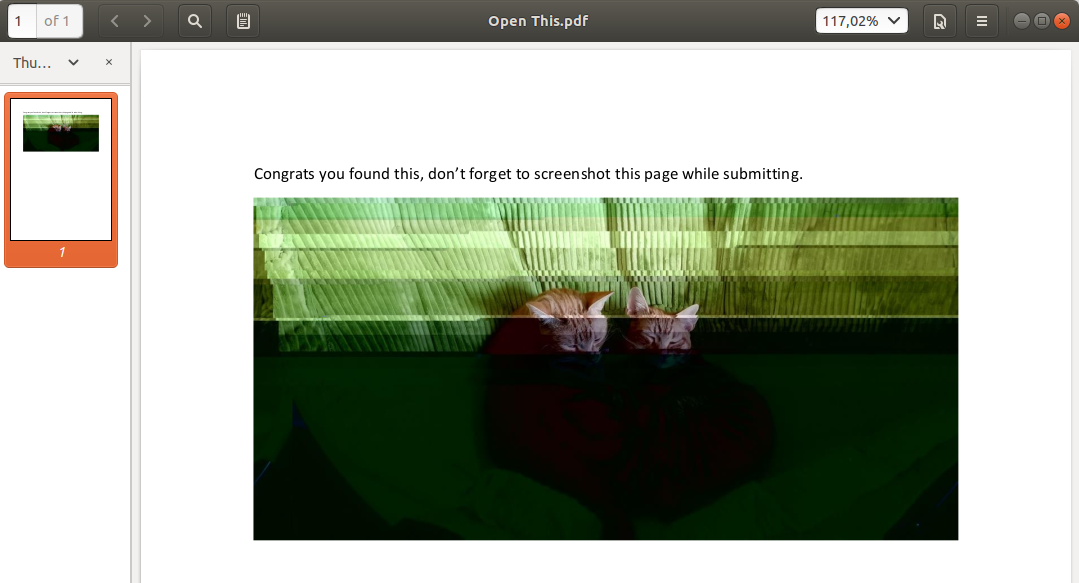 1 of 1
Open This.pdf
117,02%
Thu...
Congrats you found this, don’t forget to screenshot this page while submitting.
1